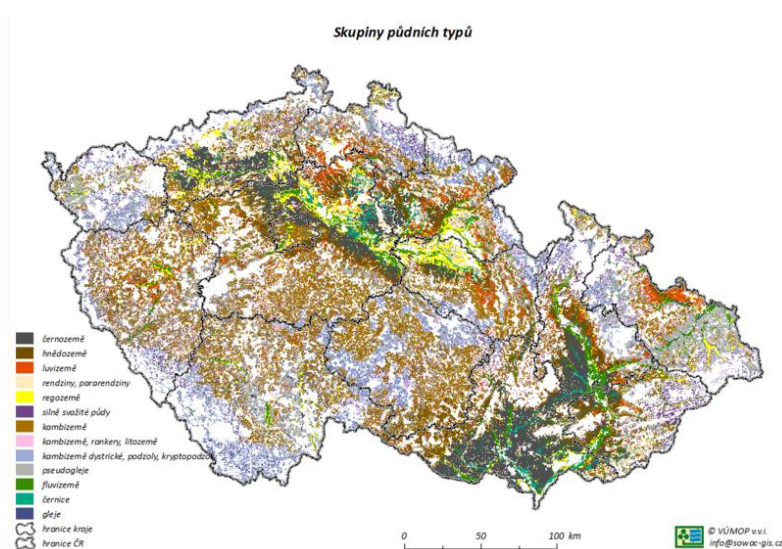 Skupiny půdních typů
černozemě
hnědozemě
luvizemě
rendziny, pararendziny
regozemě
silně svažité půdy
kambizemě
kambizemě, rankery, litozemě
kambizemě dystrické, podzoly, kryptopodzoly
pseudogleje
fluvizemě
černice
gleje
hranice kraje
hranice ČR
0 50 100 km
© VÚMOP v.v.i.
info@sowac-gis.cz